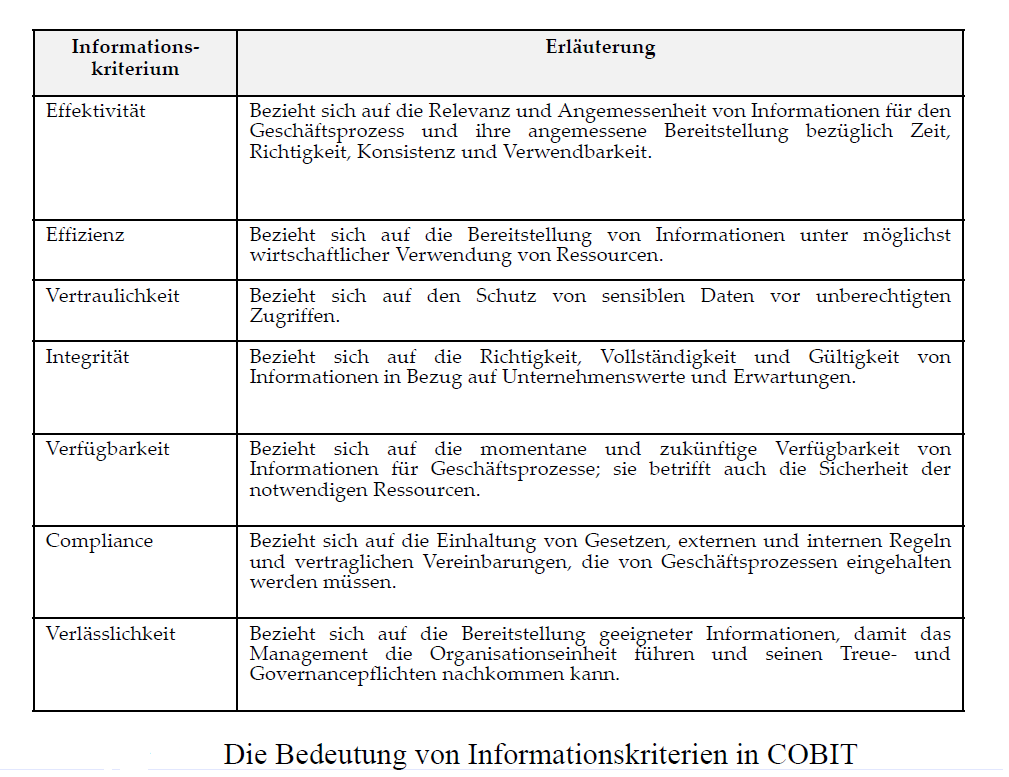 Informations-
kriterium
Erläuterung
Effektivität
Bezieht sich auf die Relevanz und Angemessenheit von Informationen für den
Geschäftsprozess und ihre angemessene Bereitstellung bezüglich Zeit,
Richtigkeit, Konsistenz und Verwendbarkeit.
Effizienz
Bezieht sich auf die Bereitstellung von Informationen unter möglichst
wirtschaftlicher Verwendung von Ressourcen.
Vertraulichkeit
Bezieht sich auf den Schutz von sensiblen Daten vor unberechtigten
Zugriffen.
Integrität
Bezieht sich auf die Richtigkeit, Vollständigkeit und Gültigkeit von
Informationen in Bezug auf Unternehmenswerte und Erwartungen.
Verfügbarkeit
Bezieht sich auf die momentane und zukünftige Verfügbarkeit von
Informationen für Geschäftsprozesse; sie betrifft auch die Sicherheit der
notwendigen Ressourcen.
Compliance
Bezieht sich auf die Einhaltung von Gesetzen, externen und internen Regeln
und vertraglichen Vereinbarungen, die von Geschäftsprozessen eingehalten
werden müssen.
Verlässlichkeit
Bezieht sich auf die Bereitstellung geeigneter Informationen, damit das
Management die Organisationseinheit führen und seinen Treue- und
Governancepflichten nachkommen kann.
Die Bedeutung von Informationskriterien in COBIT